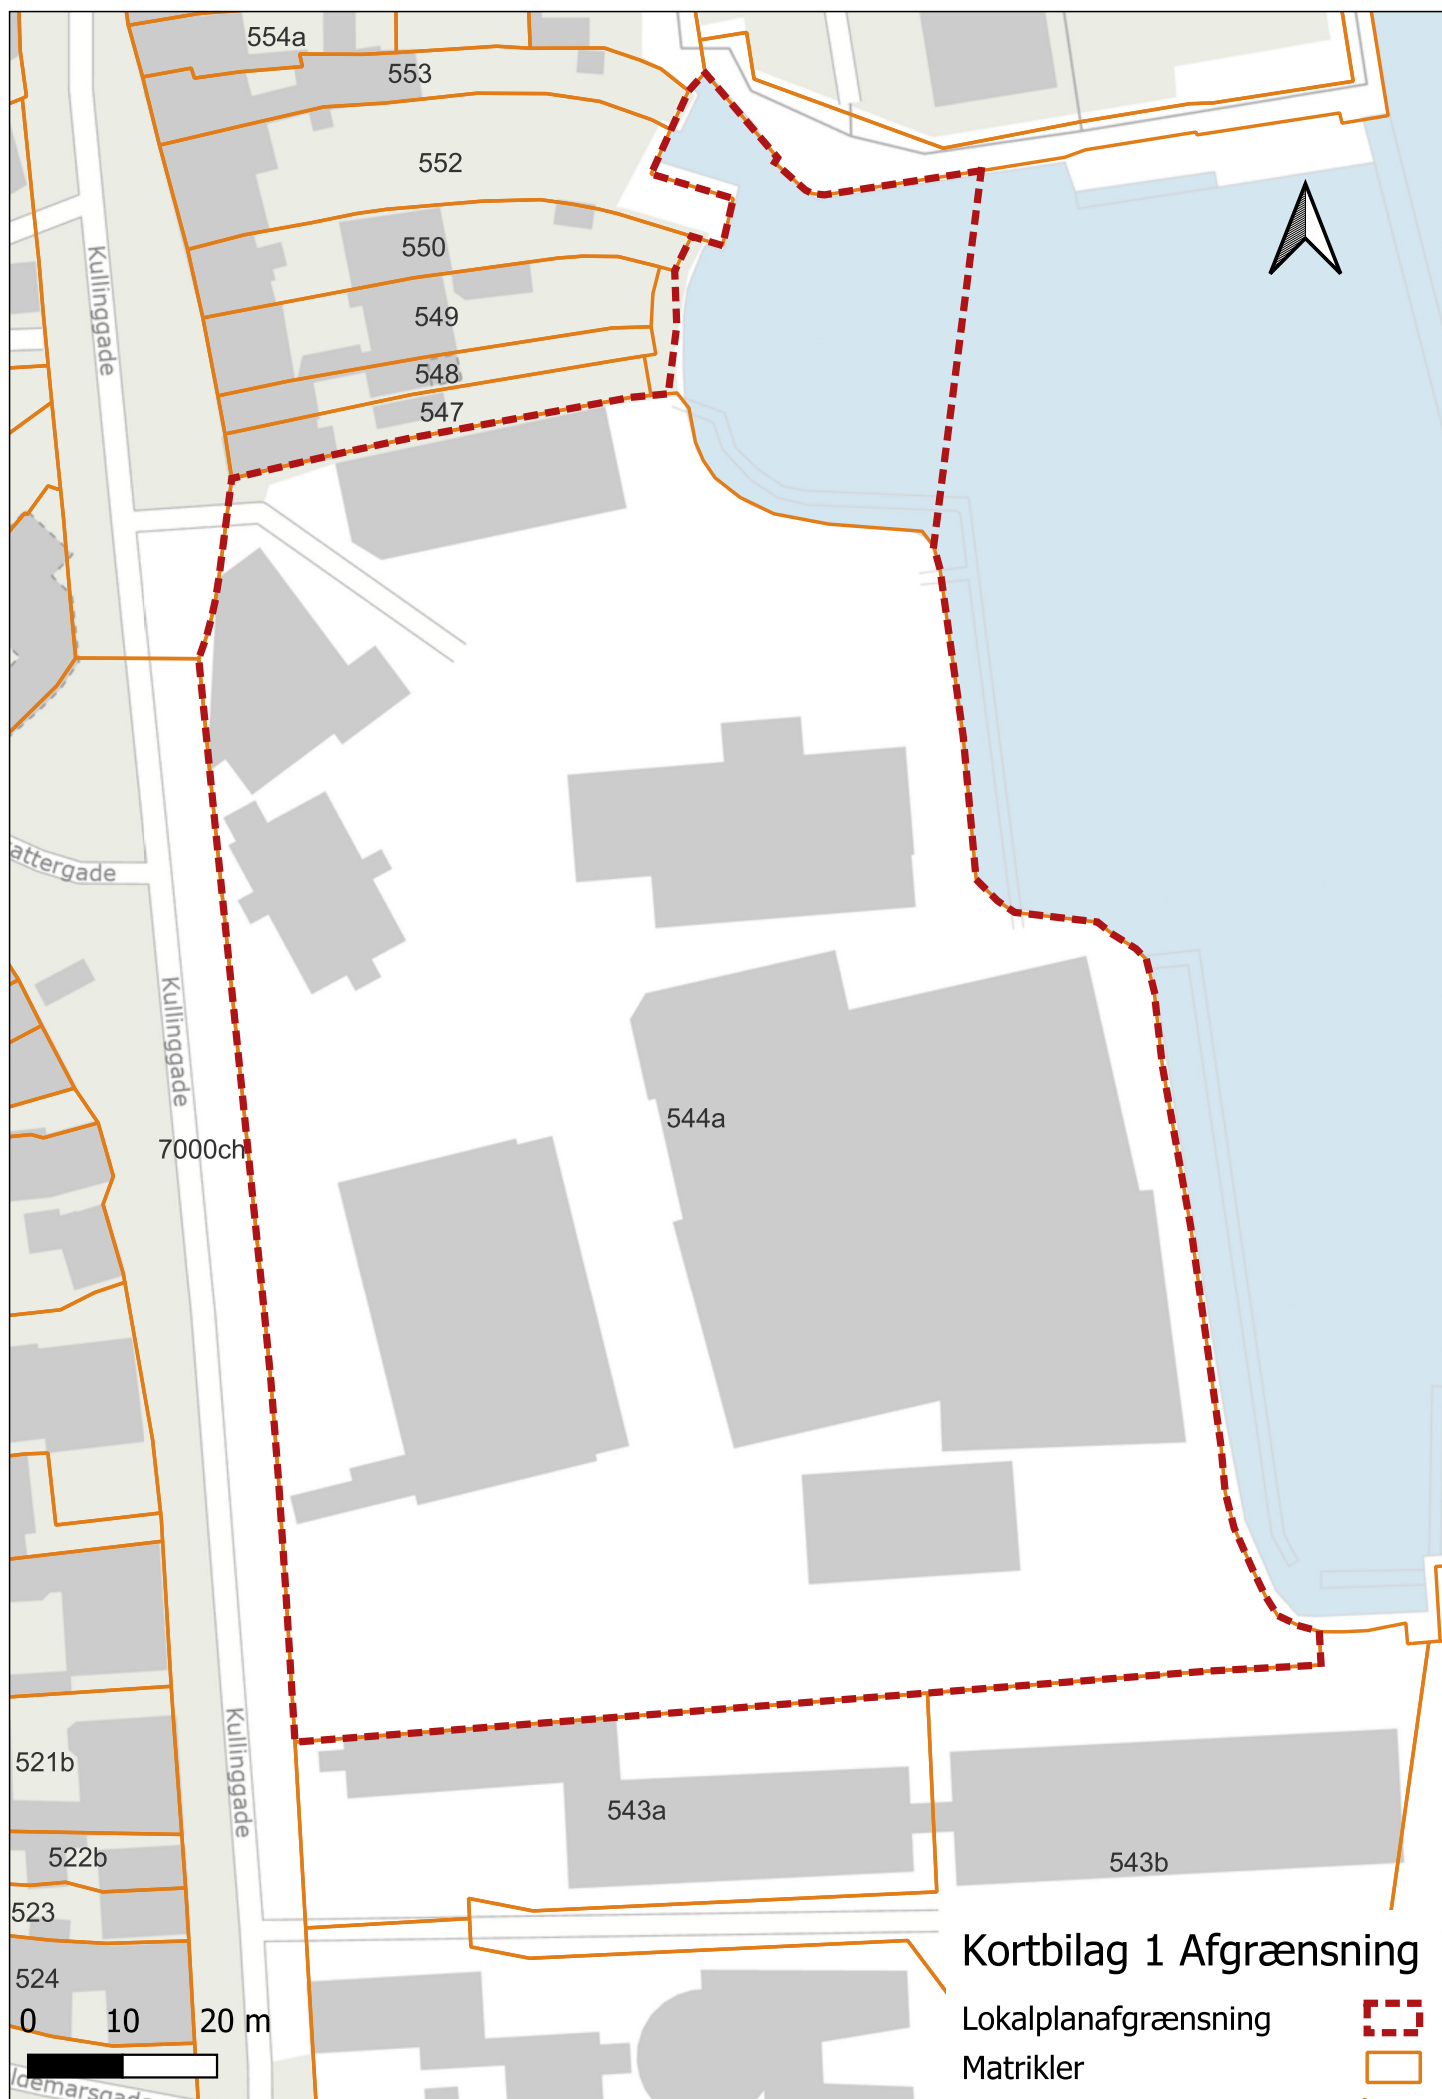 554a
553
552
550
549
548
547
Kullinggade
attergade
Kullinggade
544a
7000ch
Kullinggade
521b
543a
522b
543b
523
524
0 10 20 m
ldemarsgade
Kortbilag 1 Afgrænsning
Lokalplanafgrænsning
Matrikler